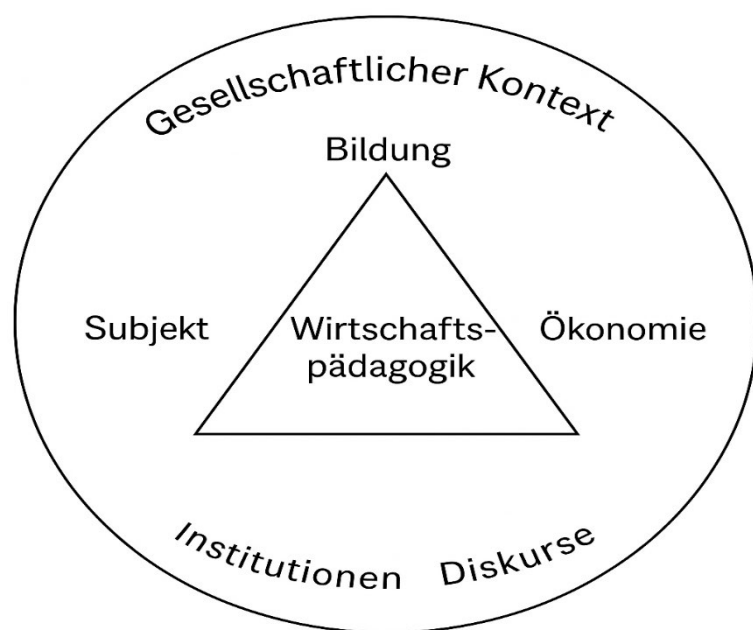 Gesellschaftlicher Kontext
Bildung
Subjekt
Wirtschafts-
pädagogik
Ökonomie
Institutionen Diskurse